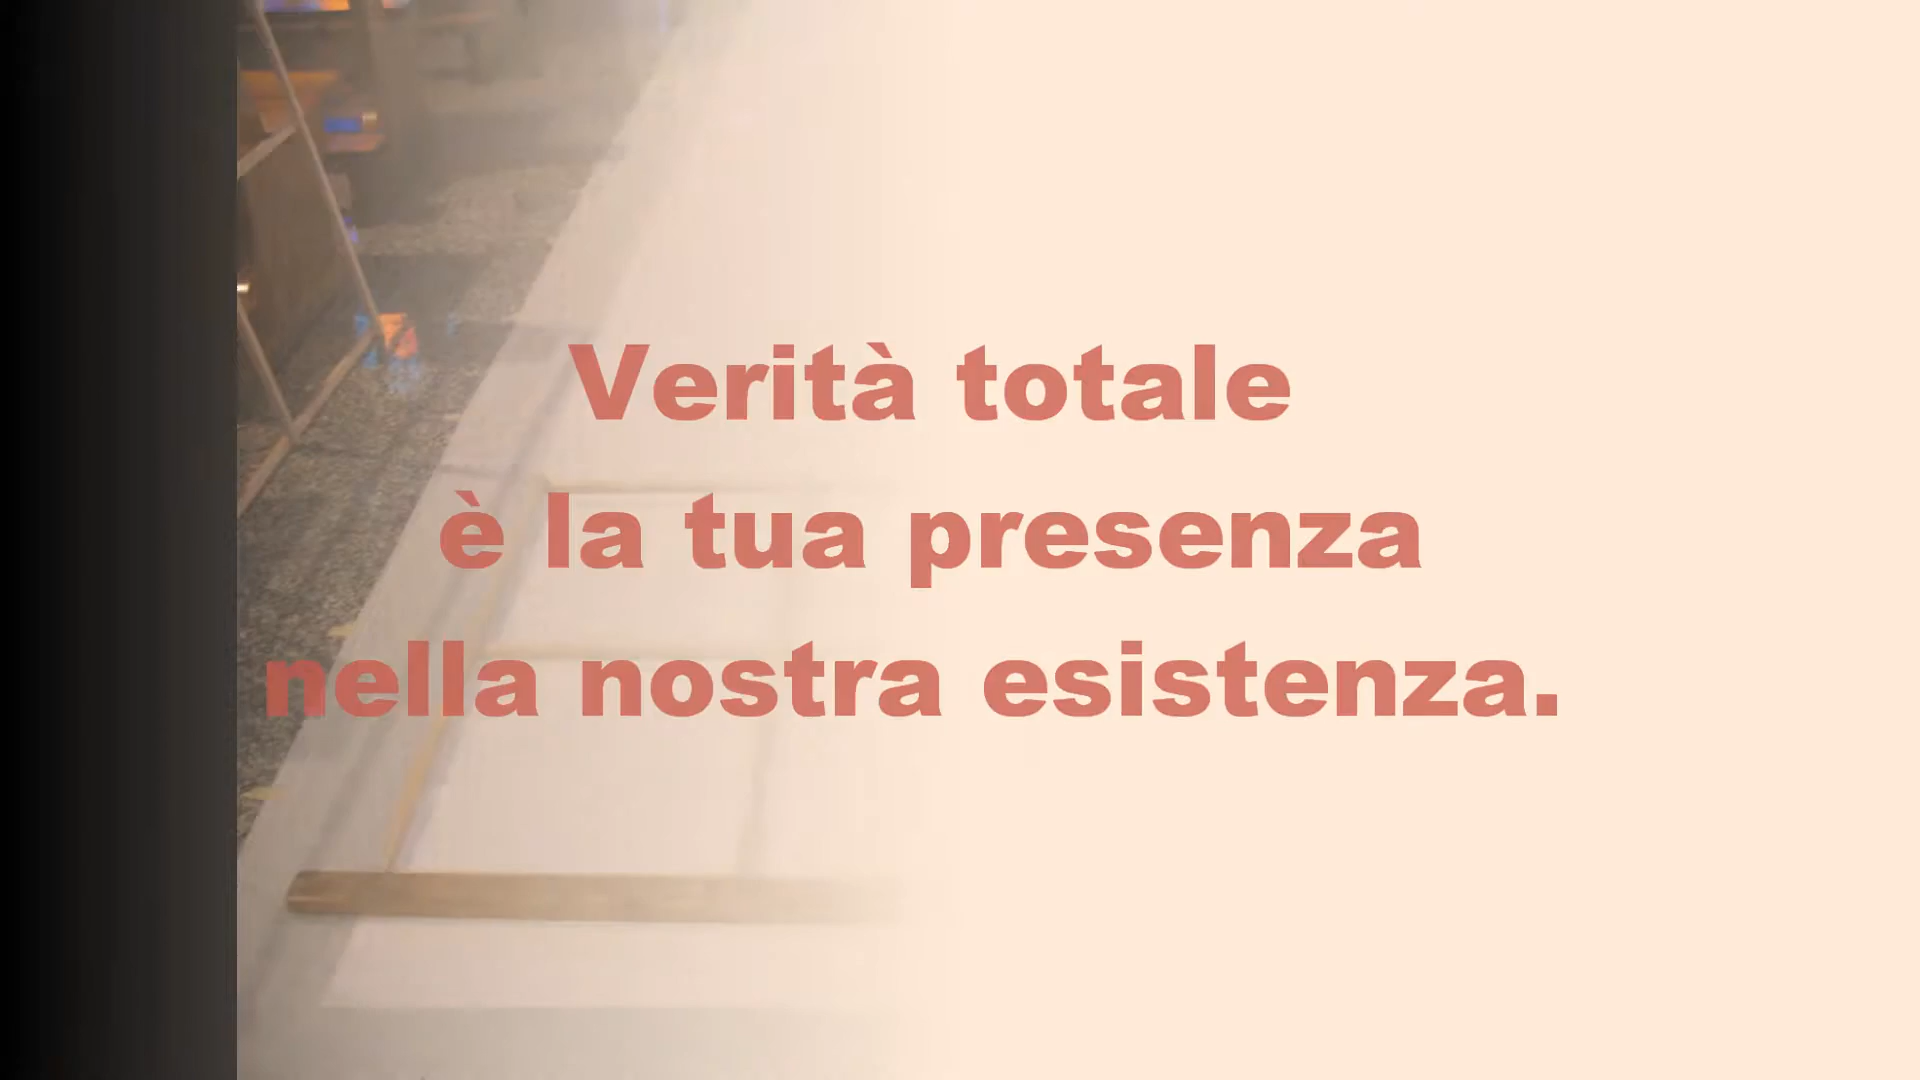 Verità totale
è la tua presenza
nella nostra esistenza.